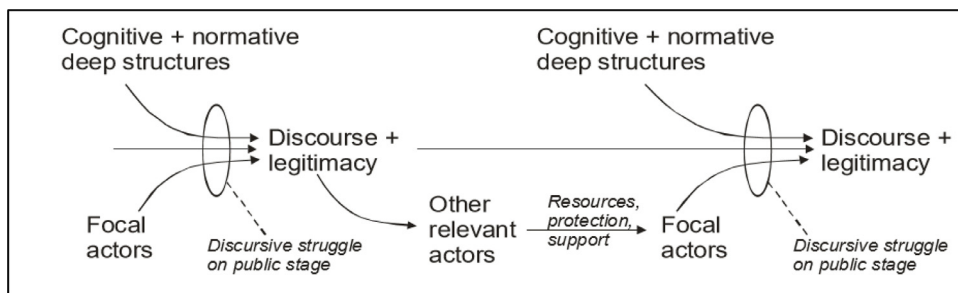 Cognitive + normative
deep structures
Discourse +
legitimacy
Focal
actors
Discursive struggle
on public stage
Other
relevant
actors
Resources,
protection,
support
Cognitive + normative
deep structures
Focal
actors
Discourse +
legitimacy
Discursive struggle
on public stage